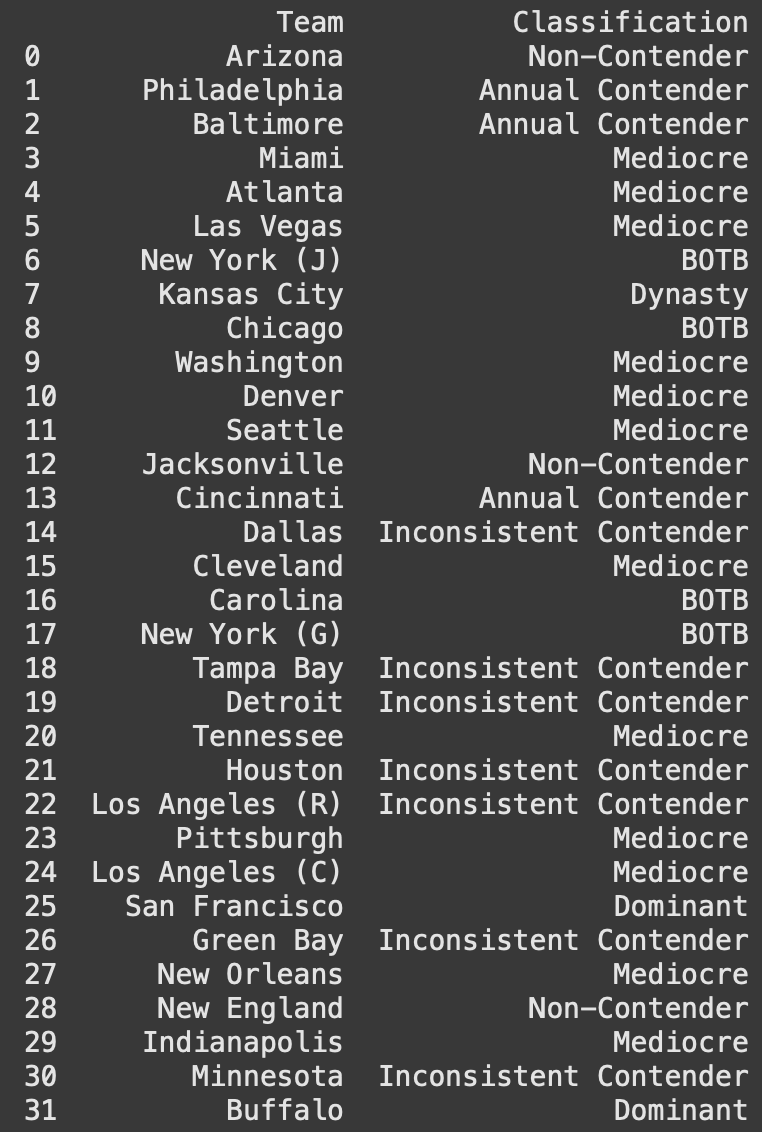 Team Classification
0 Arizona Non-Contender
1 Philadelphia Annual Contender
2 Baltimore Annual Contender
3 Miami Mediocre
4 Atlanta Mediocre
5 Las Vegas Mediocre
6 New York (J) BOTB
7 Kansas City Dynasty
8 Chicago BOTB
9 Washington Mediocre
10 Denver Mediocre
11 Seattle Mediocre
12 Jacksonville Non-Contender
13 Cincinnati Annual Contender
14 Dallas Inconsistent Contender
15 Cleveland Mediocre
16 Carolina BOTB
17 New York (G) BOTB
18 Tampa Bay Inconsistent Contender
19 Detroit Inconsistent Contender
20 Tennessee Mediocre
21 Houston Inconsistent Contender
22 Los Angeles (R) Inconsistent Contender
23 Pittsburgh Mediocre
24 Los Angeles (C) Mediocre
25 San Francisco Dominant
26 Green Bay Inconsistent Contender
27 New Orleans Mediocre
28 New England Non-Contender
29 Indianapolis Mediocre
30 Minnesota Inconsistent Contender
31 Buffalo Dominant